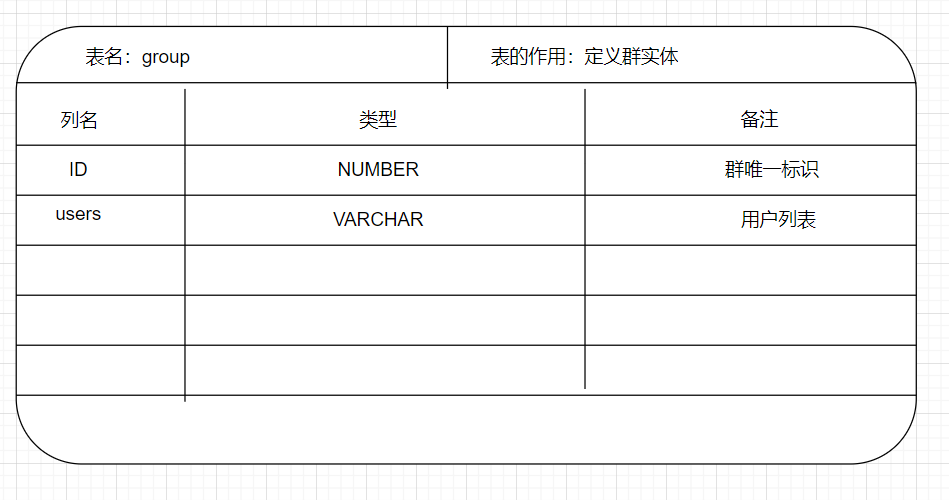 表名：group 表的作用：定义群实体
列名 类型 备注
ID NUMBER 群唯一标识
users VARCHAR 用户列表